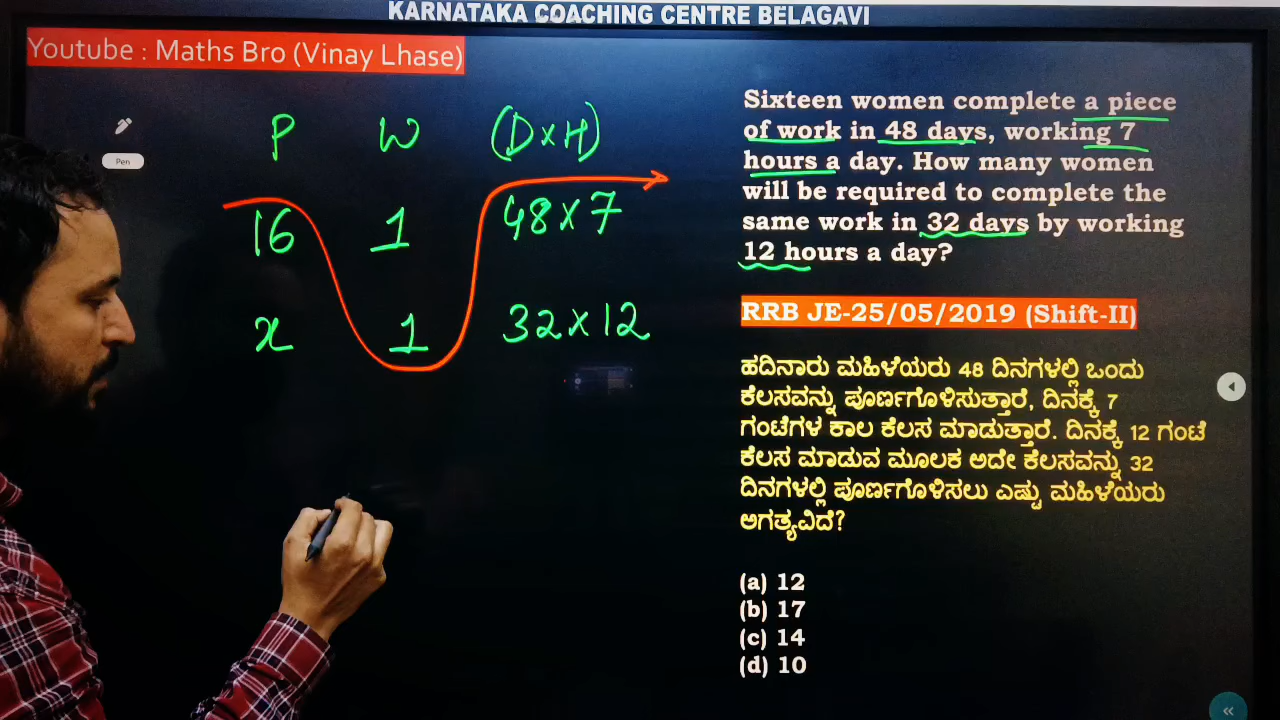 KARNATAKA COACHING CENTRE BELAGAVI
Youtube : Maths Bro (Vinay Lhase)
Pen
P W (D×H)
16 1 48×7
x 1 32×12
Sixteen women complete a piece
of work in 48 days, working 7
hours a day. How many women
will be required to complete the
same work in 32 days by working
12 hours a day?
RRB JE-25/05/2019 (Shift-II)
ಹದಿನಾರು ಮಹಿಳೆಯರು 48 ದಿನಗಳಲ್ಲಿ ಒಂದು
ಕೆಲಸವನ್ನು ಪೂರ್ಣಗೊಳಿಸುತ್ತಾರೆ, ದಿನಕ್ಕೆ 7
ಗಂಟೆಗಳ ಕಾಲ ಕೆಲಸ ಮಾಡುತ್ತಾರೆ. ದಿನಕ್ಕೆ 12 ಗಂಟೆ
ಕೆಲಸ ಮಾಡುವ ಮೂಲಕ ಅದೇ ಕೆಲಸವನ್ನು 32
ದಿನಗಳಲ್ಲಿ ಪೂರ್ಣಗೊಳಿಸಲು ಎಷ್ಟು ಮಹಿಳೆಯರು
ಅಗತ್ಯವಿದೆ?
(a) 12
(b) 17
(c) 14
(d) 10